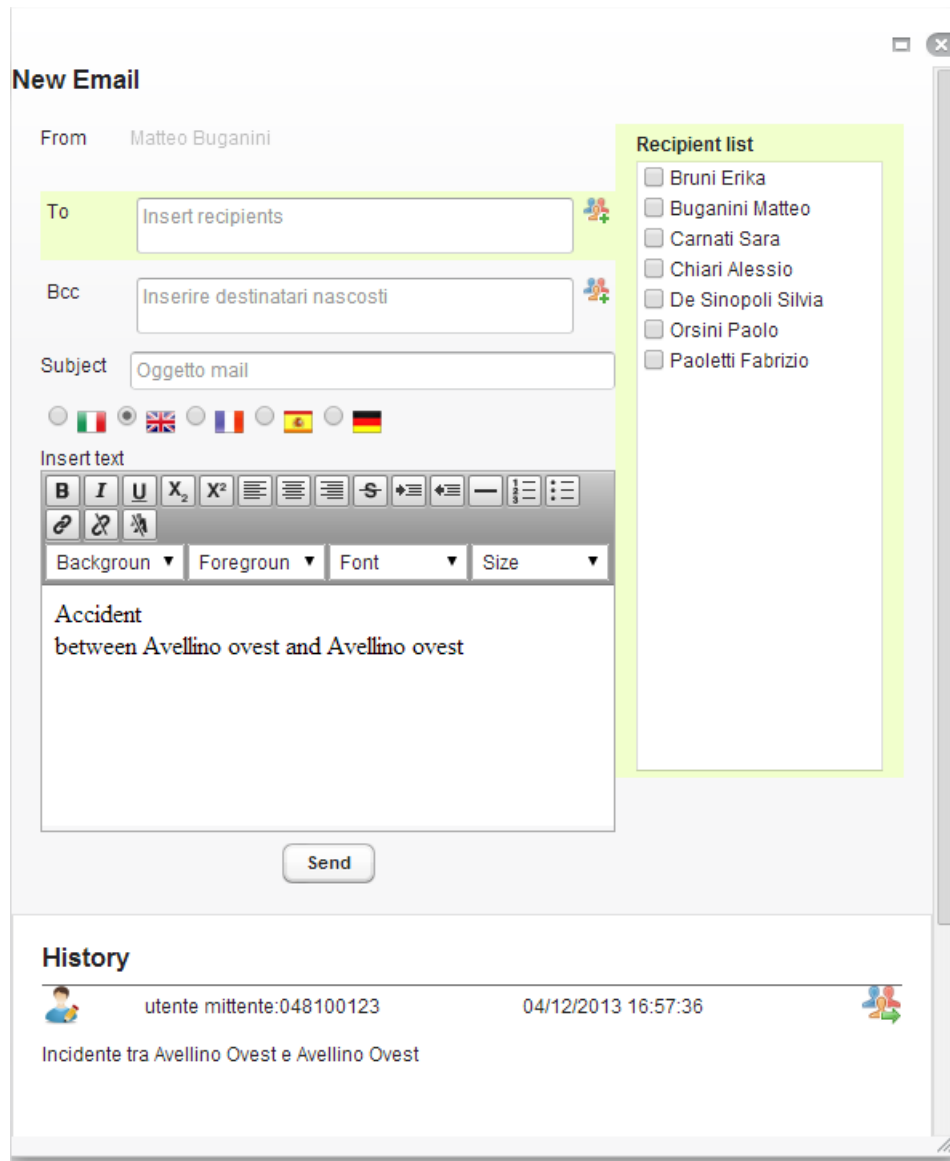 New Email
From Matteo Buganini
To Insert recipients
Bcc Inserire destinatari nascosti
Subject Oggetto mail
Insert text
B I U X2 X² S
Backgroun Foregroun Font Size
Accident
between Avellino ovest and Avellino ovest
Send
Recipient list
Bruni Erika
Buganini Matteo
Carnati Sara
Chiari Alessio
De Sinopoli Silvia
Orsini Paolo
Paoletti Fabrizio
History
utente mittente:048100123 04/12/2013 16:57:36
Incidente tra Avellino Ovest e Avellino Ovest